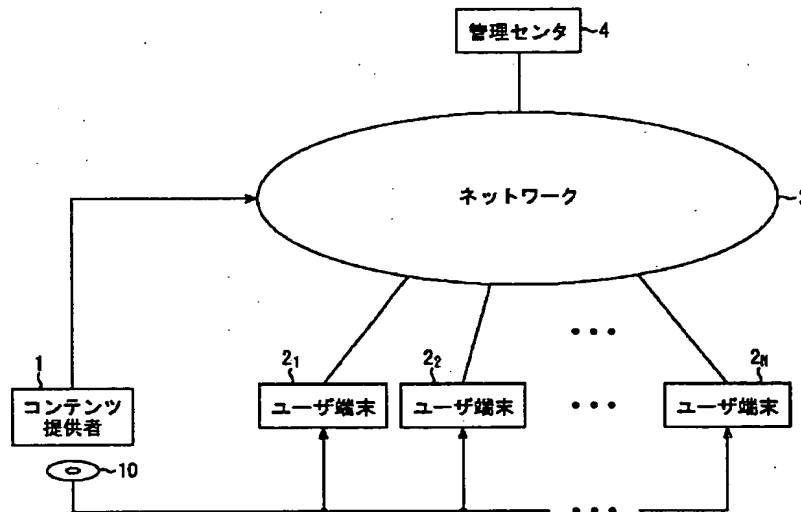 管理センタ 4
ネットワーク
1
コンテンツ
提供者
10
2₁
ユーザ端末
2₂
ユーザ端末
2N
ユーザ端末